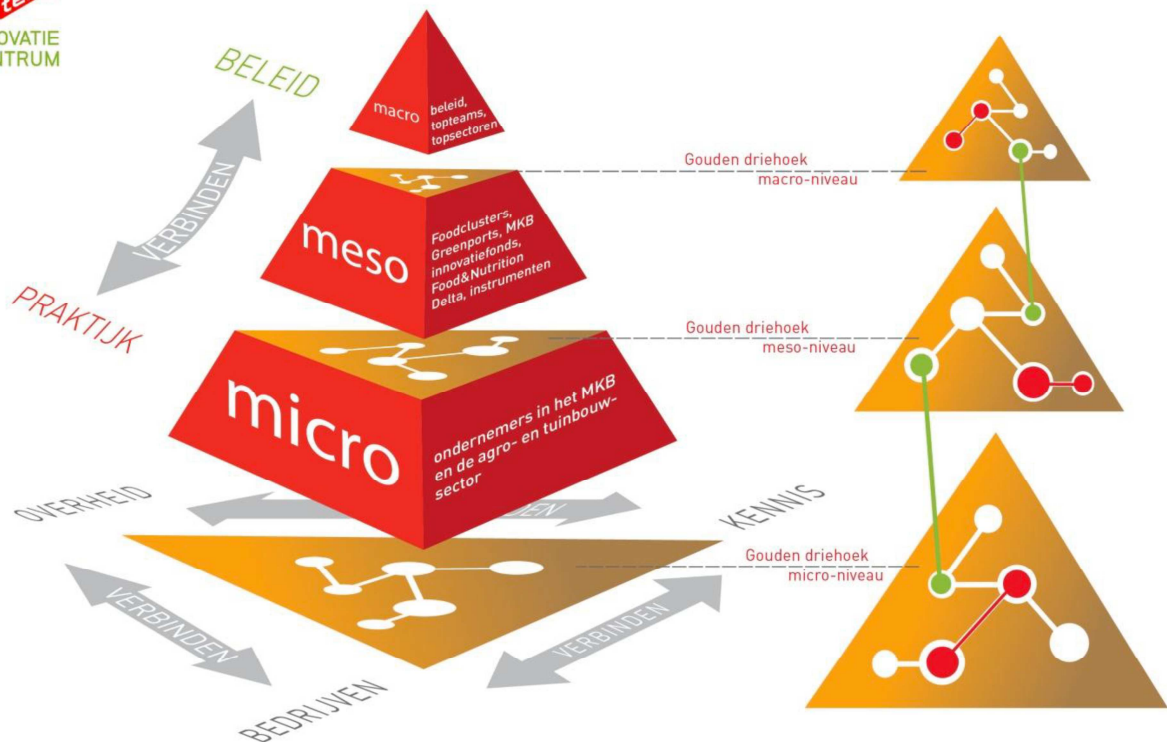 OVATIE
NTRUM
BELEID
VERBINDEN
PRAKTIJK
macro
beleid,
topteams,
topsectoren
meso
Foodclusters,
Greenports, MKB
innovatiefonds,
Food&Nutrition
Delta, instrumenten
micro
ondernemers in het MKB
en de agro- en tuinbouw-
sector
Gouden driehoek
macro-niveau
Gouden driehoek
meso-niveau
Gouden driehoek
micro-niveau
OVERHEID
DEN
KENNIS
VERBINDEN
VERBINDEN
BEDRIJVEN